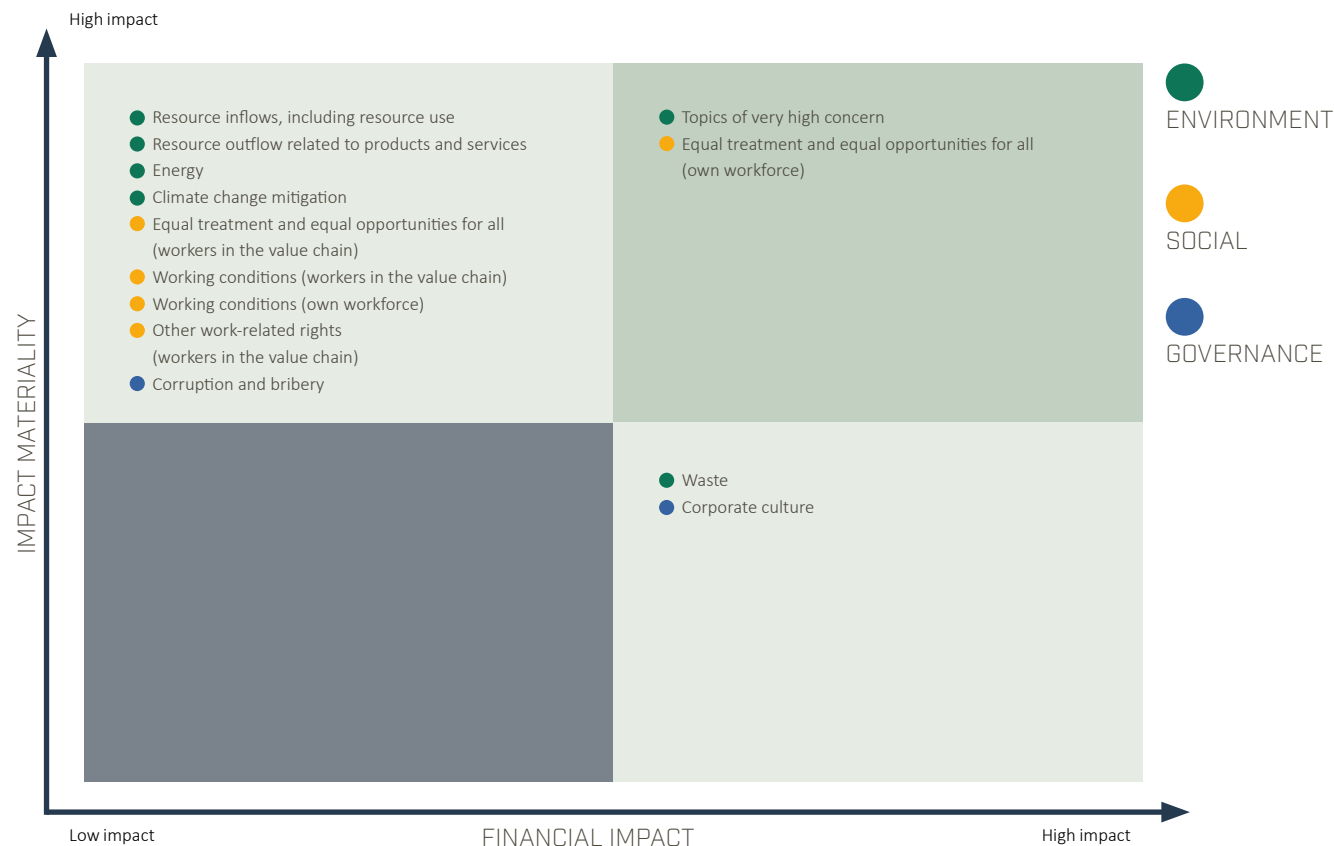 High impact
Resource inflows, including resource use
Resource outflow related to products and services
Energy
Climate change mitigation
Equal treatment and equal opportunities for all
(workers in the value chain)
Working conditions (workers in the value chain)
Working conditions (own workforce)
Other work-related rights
(workers in the value chain)
Corruption and bribery
Topics of very high concern
Equal treatment and equal opportunities for all
(own workforce)
Waste
Corporate culture
ENVIRONMENT
SOCIAL
GOVERNANCE
IMPACT MATERIALITY
Low impact
FINANCIAL IMPACT
High impact